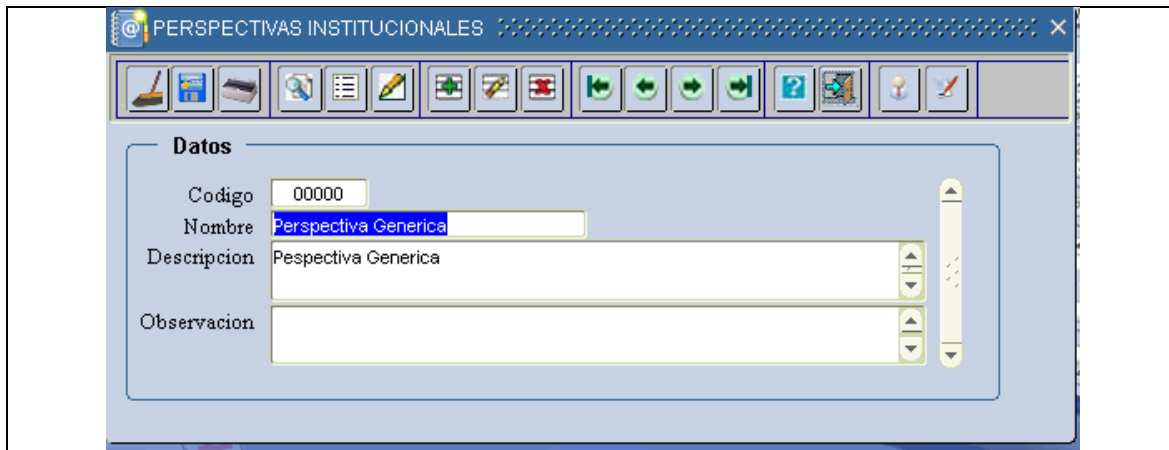 PERSPECTIVAS INSTITUCIONALES
Datos
Codigo 00000
Nombre Perspectiva Generica
Descripcion Pespectiva Generica
Observacion